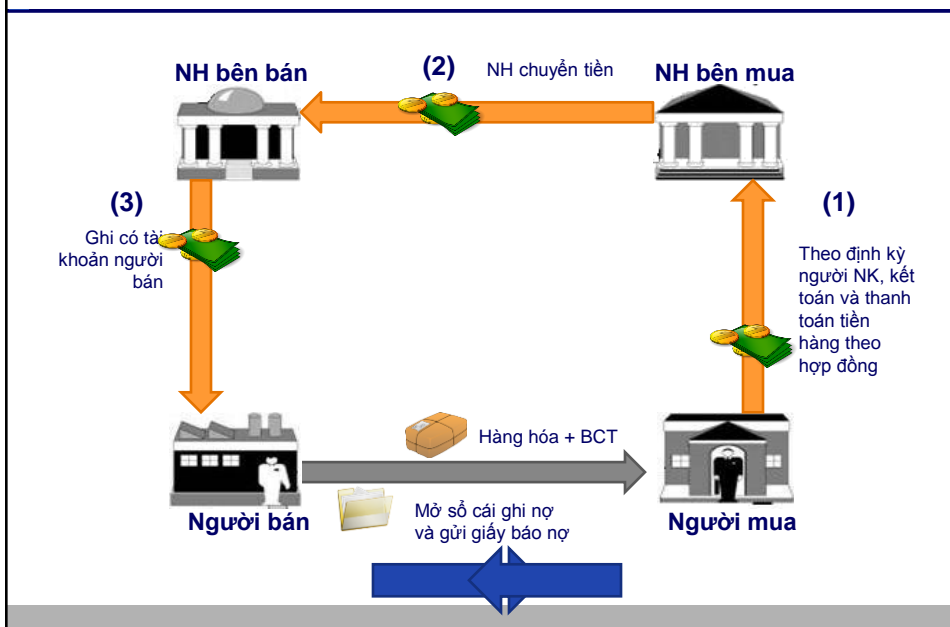 NH bên bán
(2)
NH chuyển tiền
NH bên mua
(3)
Ghi có tài
khoản người
bán
(1)
Theo định kỳ
người NK, kết
toán và thanh
toán tiền
hàng theo
hợp đồng
Hàng hóa + BCT
Người bán
Mở sổ cái ghi nợ
và gửi giấy báo nợ
Người mua